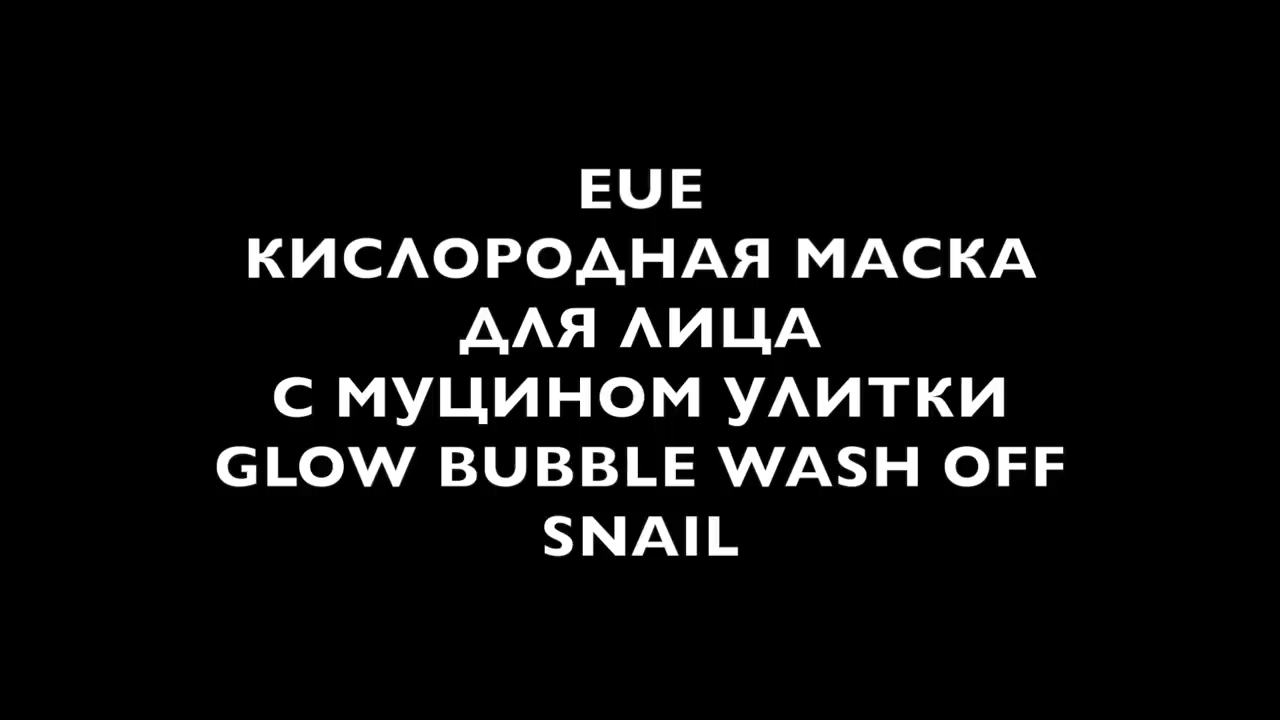 EUE
КИСЛОРОДНАЯ МАСКА
ДЛЯ ЛИЦА
С МУЦИНОМ УЛИТКИ
GLOW BUBBLE WASH OFF
SNAIL